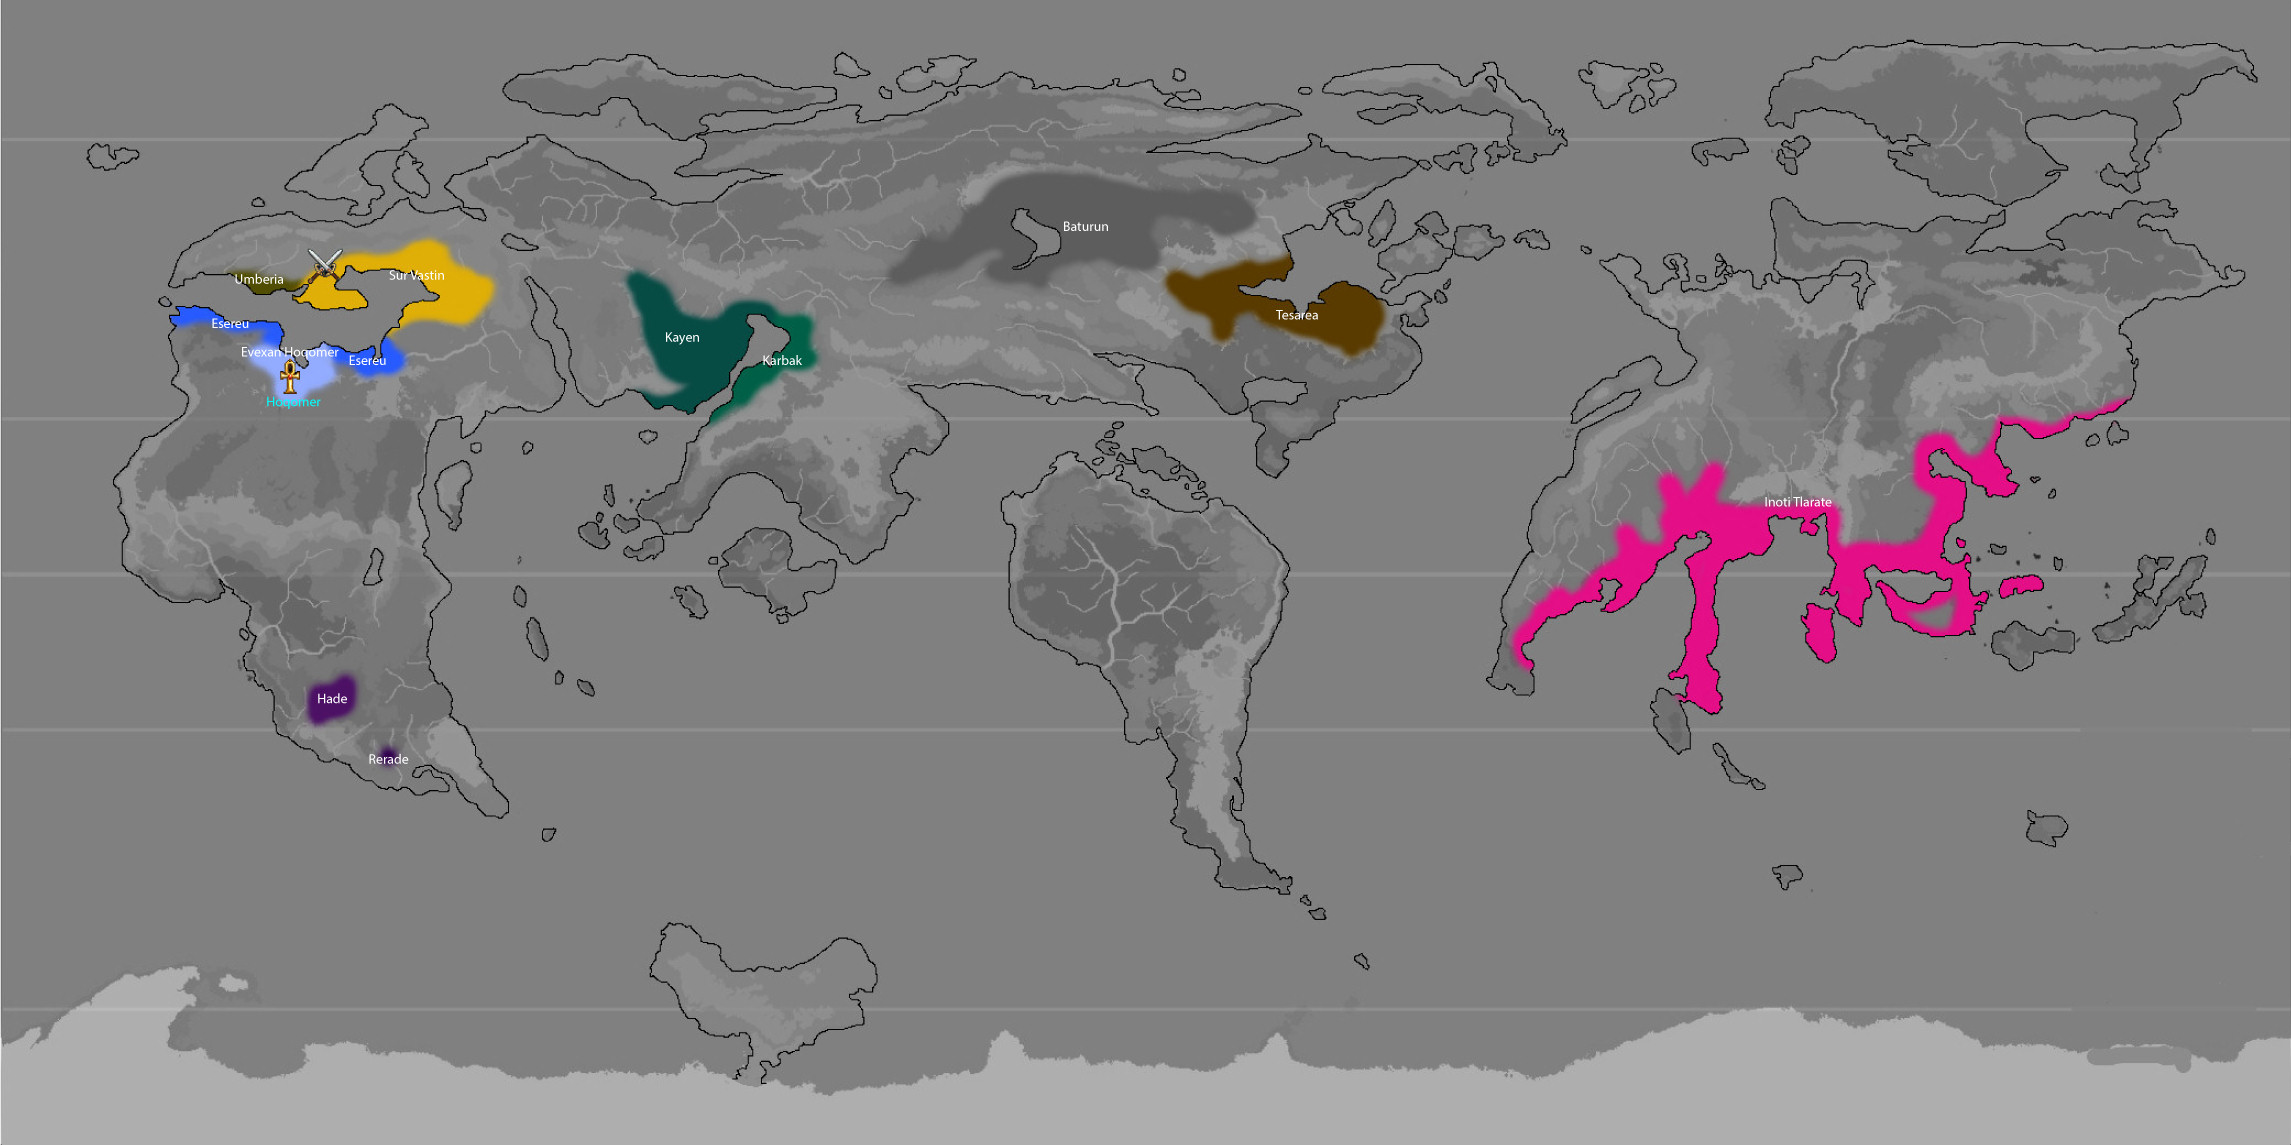 Baturun
Sur Vastin
Umberia
Tesarea
Esereu
Kayen
Evexan Hoqomer
Esereu
Karbak
Hoqomer
Inoti Tlarate
Hade
Rerade